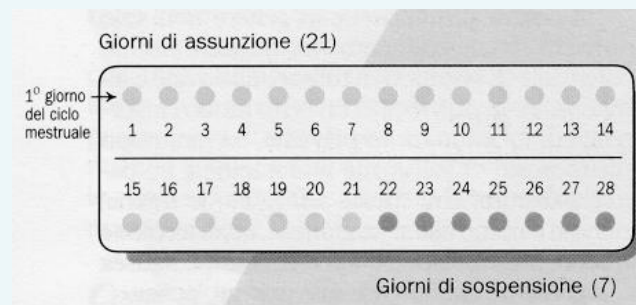 Giorni di assunzione (21)
1° giorno
del ciclo
mestruale
1 2 3 4 5 6 7 8 9 10 11 12 13 14
15 16 17 18 19 20 21 22 23 24 25 26 27 28
Giorni di sospensione (7)